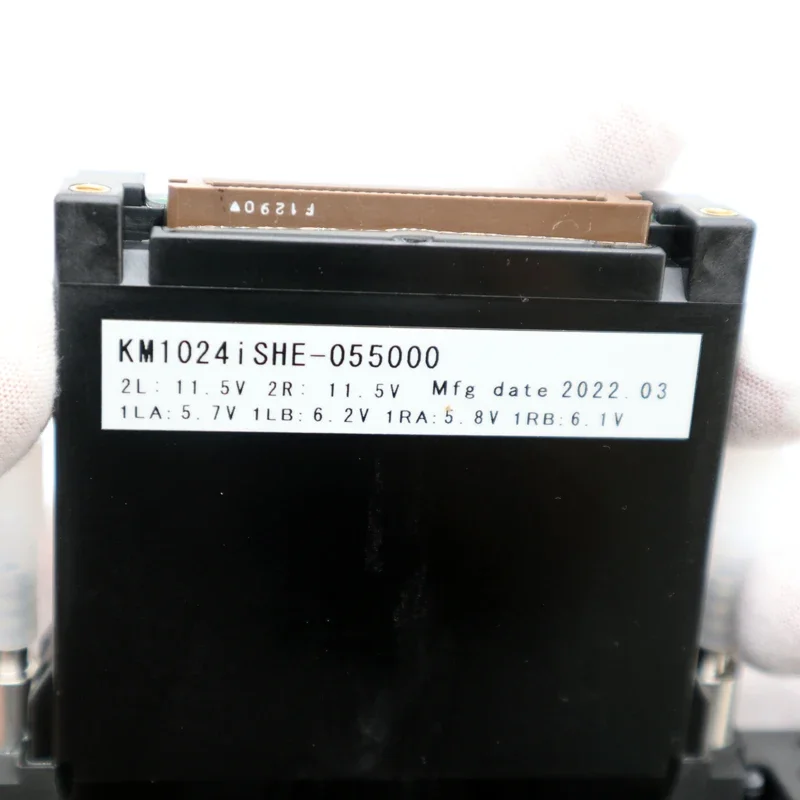 F1290▼
KM1024iSHE-055000
2L: 11.5V 2R: 11.5V Mfg date 2022.03
1LA:5.7V 1LB:6.2V 1RA:5.8V 1RB:6.1V